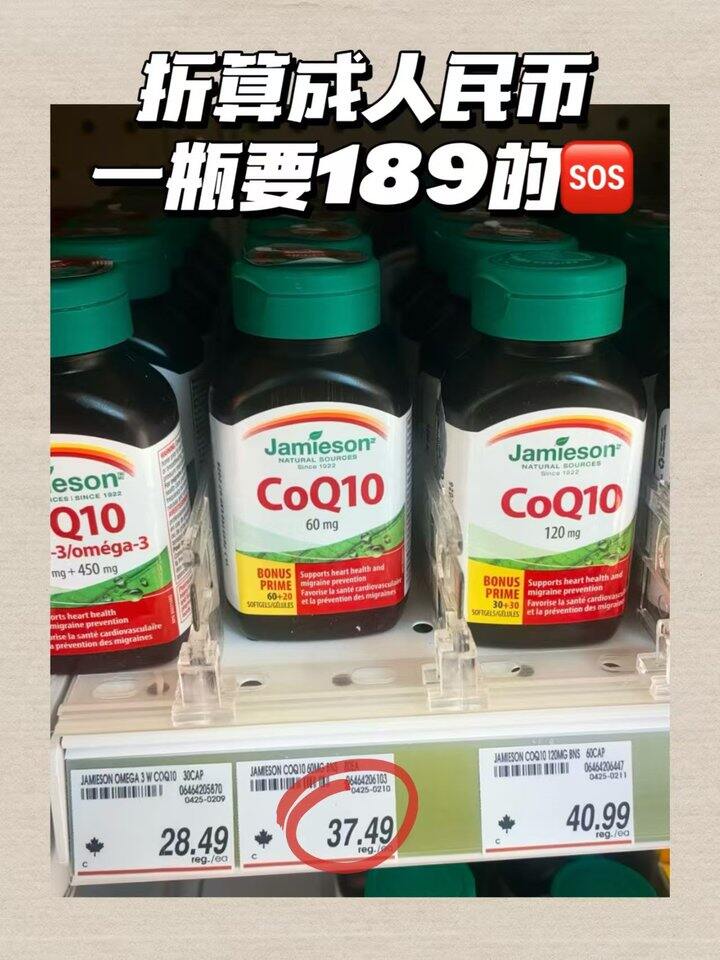 折算成人民币
一瓶要189的SOS
eson
CES | SINCE 1922
Q10
-3/oméga-3
mg + 450 mg
heart health
migraine prevention
rise la santé cardiovasculaire
la prévention des migraines
Jamieson
NATURAL SOURCES
Since 1922
CoQ10
60 mg
BONUS
PRIME
60+20
SOFTGELS/GÉLULES
Supports heart health and
migraine prevention
Favorise la santé cardiovasculaire
et la prévention des migraines
Jamieson
NATURAL SOURCES
Since 1922
CoQ10
120 mg
BONUS
PRIME
30+30
SOFTGELS/GÉLULES
Supports heart health and
migraine prevention
Favorise la santé cardiovasculaire
et la prévention des migraines
JAMIESON OMEGA 3 W COQ10 30CAP
06464205870
0425-0209
28.49
reg./ea
C
JAMIESON COQ10 60MG BNS
06464206103
0425-0210
37.49
reg./ea
C
JAMIESON COQ10 120MG BNS 60CAP
06464206447
0425-0211
40.99
reg./ea
C